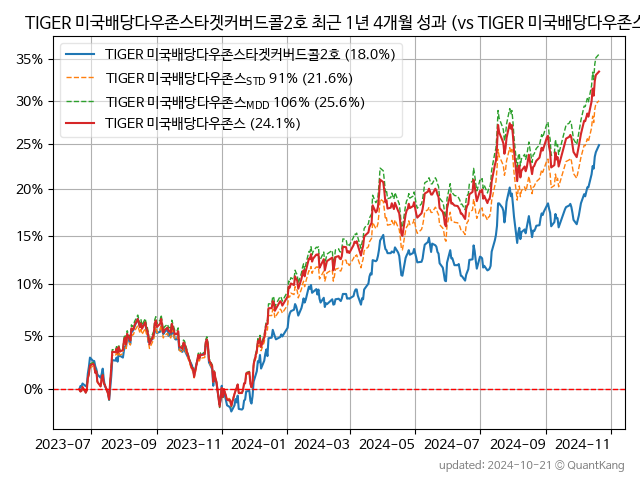 TIGER 미국배당다우존스타겟커버드콜2호 최근 1년 4개월 성과 (vs TIGER 미국배당다우존스
TIGER 미국배당다우존스타겟커버드콜2호 (18.0%)
TIGER 미국배당다우존스STD 91% (21.6%)
TIGER 미국배당다우존스MDD 106% (25.6%)
TIGER 미국배당다우존스 (24.1%)
35%
30%
25%
20%
15%
10%
5%
0%
2023-07 2023-09 2023-11 2024-01 2024-03 2024-05 2024-07 2024-09 2024-11
updated: 2024-10-21 © QuantKang